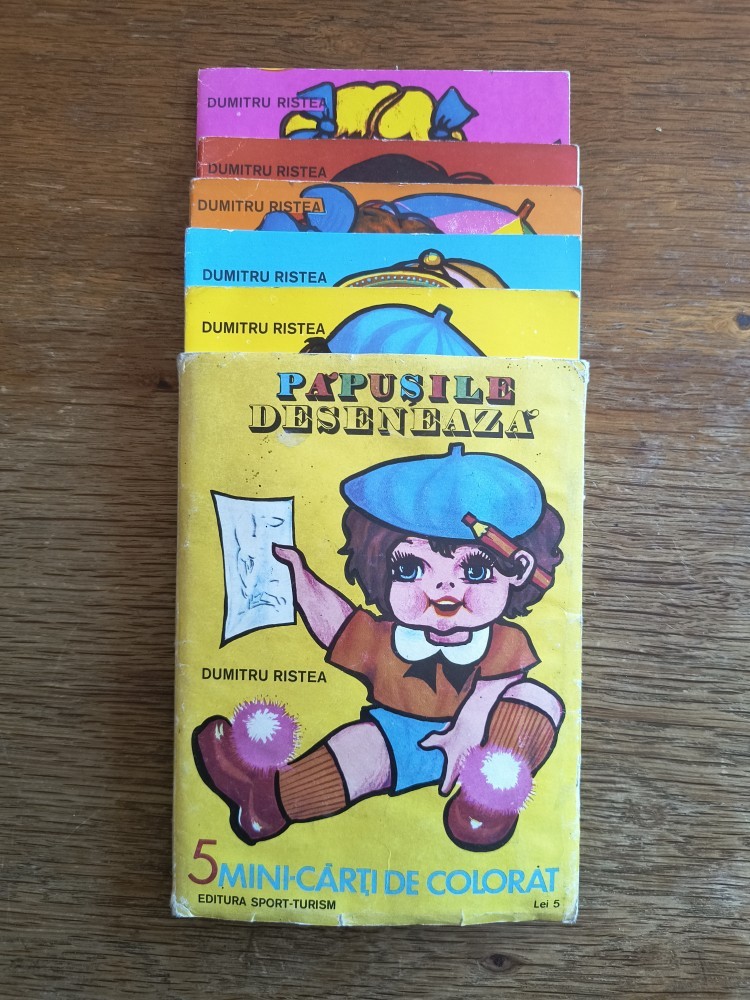 DUMITRU RISTEA
DUMITRU RISTEA
DUMITRU RISTEA
DUMITRU RISTEA
DUMITRU RISTEA
PĂPUȘILE
DESENEAZĂ
DUMITRU RISTEA
5 MINI-CĂRȚI DE COLORAT
EDITURA SPORT-TURISM
Lei 5